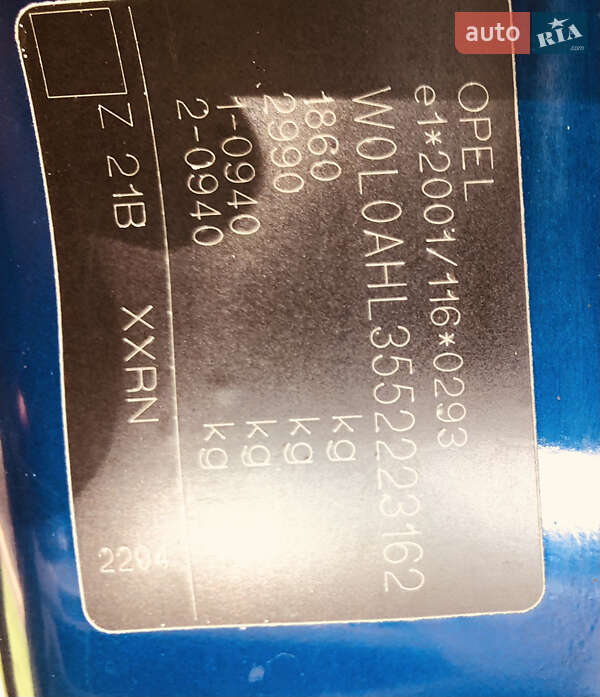 auto RIA.com
OPEL
e1*2001/116*0293
W0L0AHL3552223162
1860 kg
2990 kg
1-0940 kg
2-0940 kg
Z 21B XXRN
2204